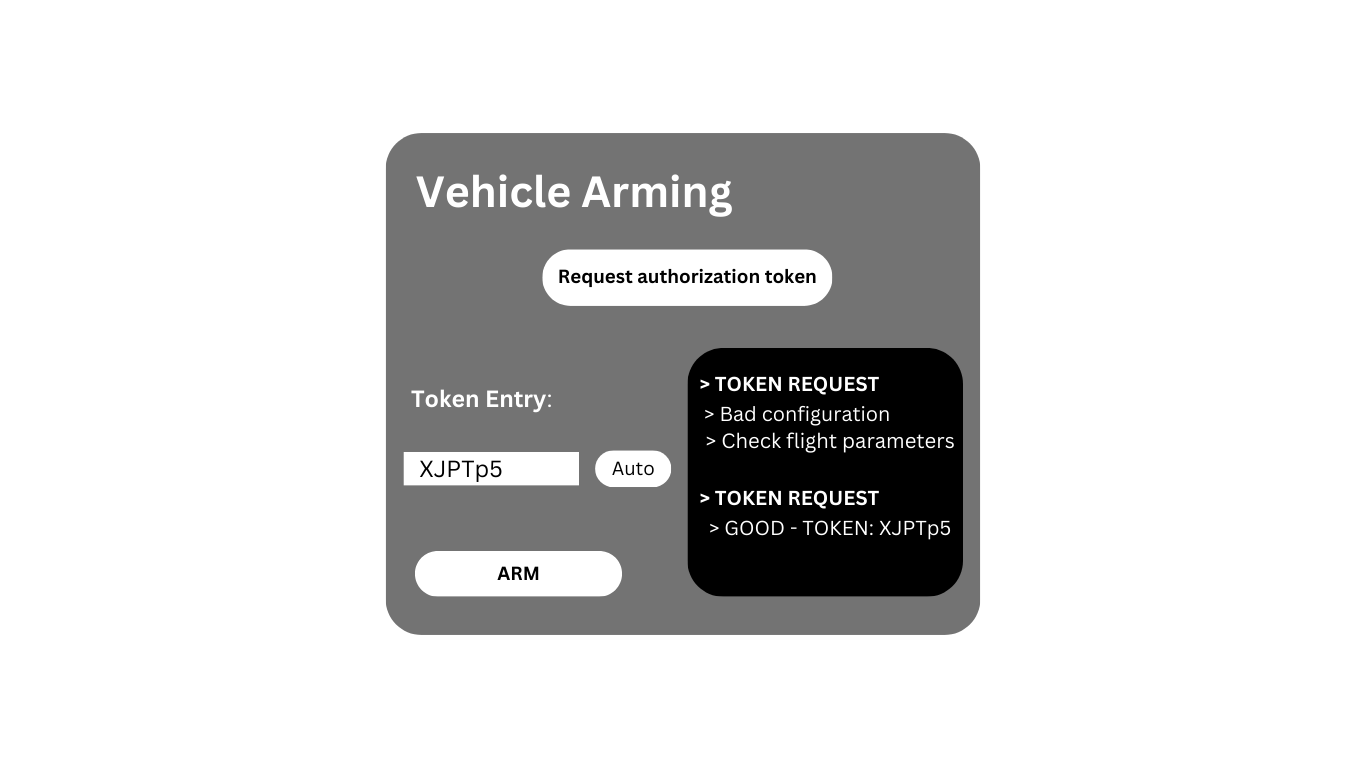 Vehicle Arming
Request authorization token
Token Entry:
XJPTp5
Auto
ARM
> TOKEN REQUEST
> Bad configuration
> Check flight parameters
> TOKEN REQUEST
> GOOD - TOKEN: XJPTp5